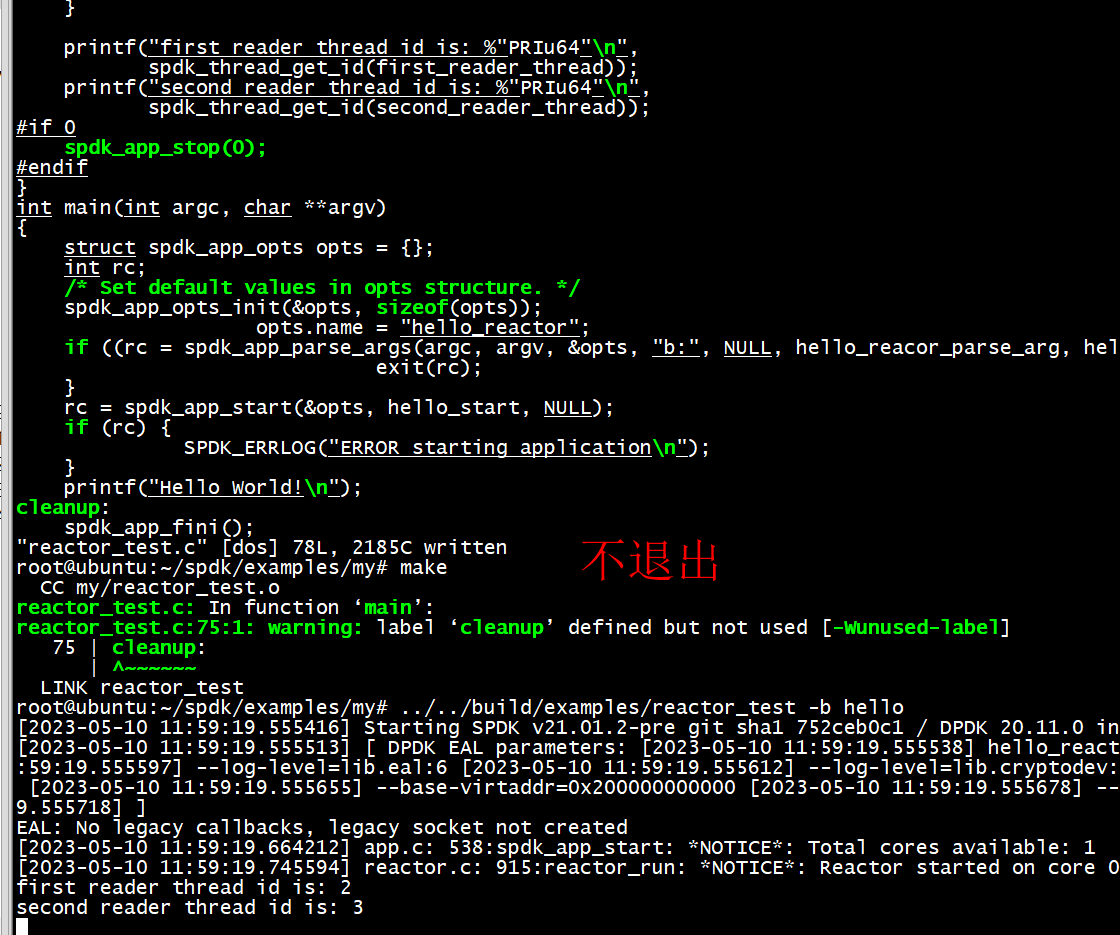 }

    printf("first reader thread id is: %"PRIu64"\n",
           spdk_thread_get_id(first_reader_thread));
    printf("second reader thread id is: %"PRIu64"\n",
           spdk_thread_get_id(second_reader_thread));
#if 0
    spdk_app_stop(0);
#endif
}
int main(int argc, char **argv)
{
    struct spdk_app_opts opts = {};
    int rc;
    /* Set default values in opts structure. */
    spdk_app_opts_init(&opts, sizeof(opts));
                    opts.name = "hello_reactor";
    if ((rc = spdk_app_parse_args(argc, argv, &opts, "b:", NULL, hello_reacor_parse_arg, hel
                              exit(rc);
    }
    rc = spdk_app_start(&opts, hello_start, NULL);
    if (rc) {
              SPDK_ERRLOG("ERROR starting application\n");
    }
    printf("Hello World!\n");
cleanup:
    spdk_app_fini();
"reactor_test.c" [dos] 78L, 2185C written
不退出
root@ubuntu:~/spdk/examples/my# make
  CC my/reactor_test.o
reactor_test.c: In function ‘main’:
reactor_test.c:75:1: warning: label ‘cleanup’ defined but not used [-Wunused-label]
   75 | cleanup:
      | ^~~~~~~
  LINK reactor_test
root@ubuntu:~/spdk/examples/my# ../../build/examples/reactor_test -b hello
[2023-05-10 11:59:19.555416] Starting SPDK v21.01.2-pre git sha1 752ceb0c1 / DPDK 20.11.0 in
[2023-05-10 11:59:19.555513] [ DPDK EAL parameters: [2023-05-10 11:59:19.555538] hello_react
:59:19.555597] --log-level=lib.eal:6 [2023-05-10 11:59:19.555612] --log-level=lib.cryptodev:
 [2023-05-10 11:59:19.555655] --base-virtaddr=0x200000000000 [2023-05-10 11:59:19.555678] --
9.555718] ]
EAL: No legacy callbacks, legacy socket not created
[2023-05-10 11:59:19.664212] app.c: 538:spdk_app_start: *NOTICE*: Total cores available: 1
[2023-05-10 11:59:19.745594] reactor.c: 915:reactor_run: *NOTICE*: Reactor started on core 0
first reader thread id is: 2
second reader thread id is: 3